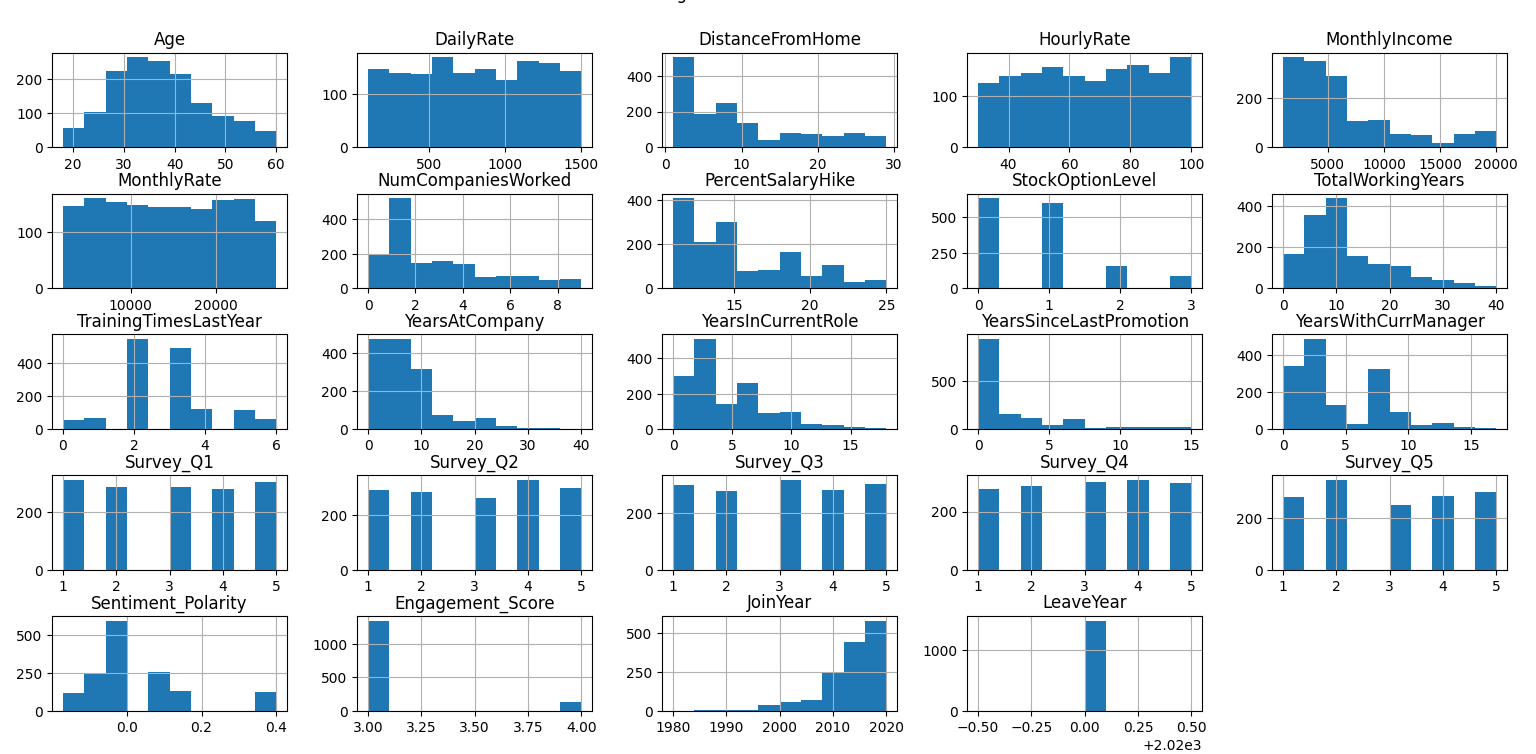 Age DailyRate DistanceFromHome HourlyRate MonthlyIncome
200 100 0 20 30 40 50 60
100 0 500 1000 1500
400 200 0 0 10 20 30
100 0 40 60 80 100
200 0 5000 10000 15000 20000
MonthlyRate NumCompaniesWorked PercentSalaryHike StockOptionLevel TotalWorkingYears
100 0 10000 20000
400 200 0 0 2 4 6 8
400 200 0 15 20 25
500 250 0 0 1 2 3
400 200 0 0 10 20 30 40
TrainingTimesLastYear YearsAtCompany YearsInCurrentRole YearsSinceLastPromotion YearsWithCurrManager
400 200 0 0 2 4 6
400 200 0 0 10 20 30 40
400 200 0 0 5 10 15
500 0 0 5 10 15
400 200 0 0 5 10 15
Survey_Q1 Survey_Q2 Survey_Q3 Survey_Q4 Survey_Q5
200 0 1 2 3 4 5
200 0 1 2 3 4 5
200 0 1 2 3 4 5
200 0 1 2 3 4 5
200 0 1 2 3 4 5
Sentiment_Polarity Engagement_Score JoinYear LeaveYear
500 250 0 0.0 0.2 0.4
1000 500 0 3.00 3.25 3.50 3.75 4.00
500 250 0 1980 1990 2000 2010 2020
1000 0 −0.50 −0.25 0.00 0.25 0.50
+2.02e3